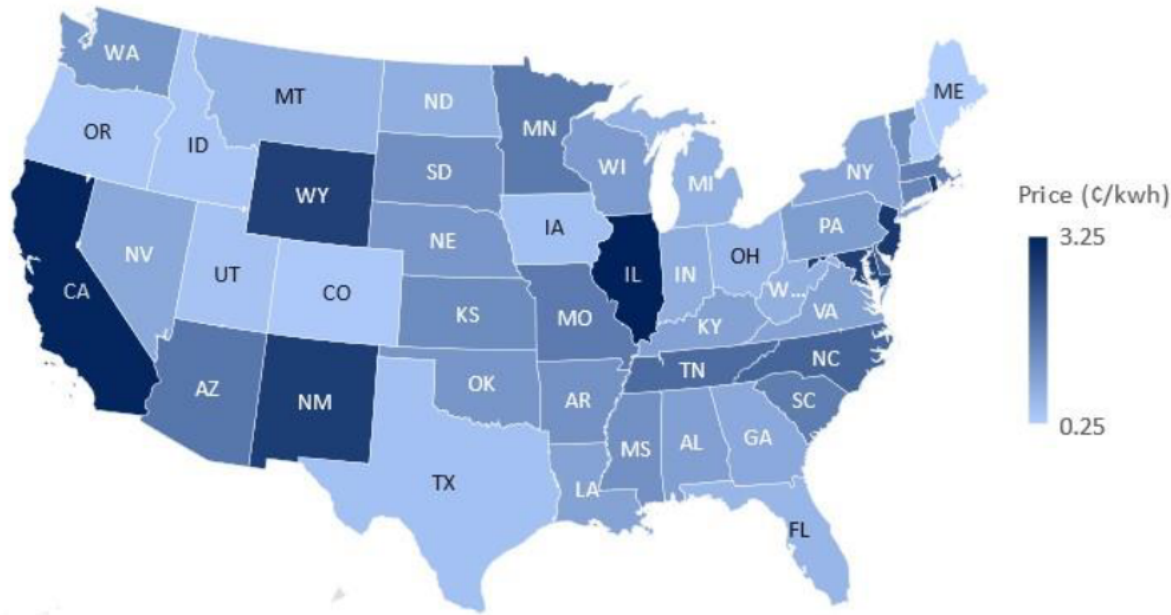 WA
MT
ND
MN
ME
OR
ID
WY
SD
WI
MI
NY
NV
UT
CO
NE
IA
IL
IN
OH
PA
CA
KS
MO
KY
W...
VA
AZ
NM
OK
AR
TN
NC
SC
TX
LA
MS
AL
GA
FL
Price (¢/kwh)
3.25
0.25